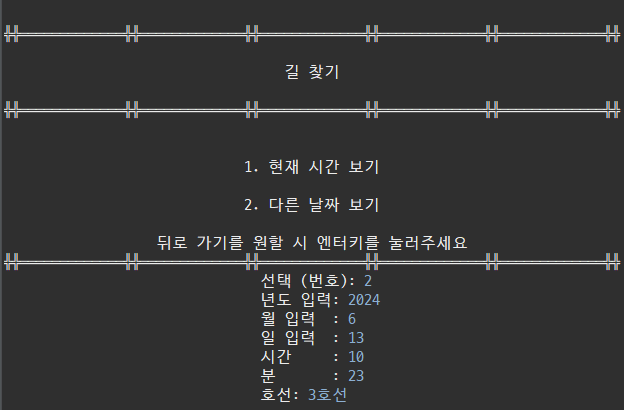 길 찾기
1. 현재 시간 보기
2. 다른 날짜 보기
뒤로 가기를 원할 시 엔터키를 눌러주세요
선택 (번호): 2
년도 입력: 2024
월 입력  : 6
일 입력  : 13
시간     : 10
분       : 23
호선: 3호선